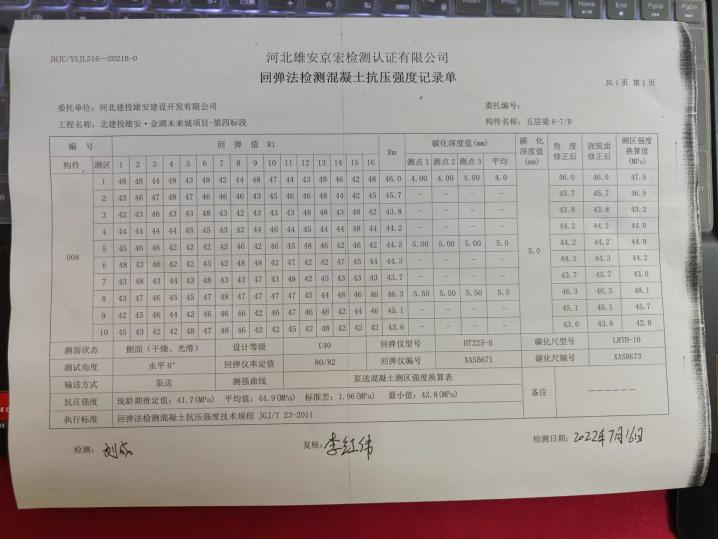 JHJC/YSJL516--2021B-0
河北雄安京宏检测认证有限公司
回弹法检测混凝土抗压强度记录单
共 1 页 第 1 页
委托单位：河北建投雄安建设开发有限公司 委托编号：
工程名称：北建投雄安·金湖未来城项目-第四标段 构件名称：五层梁 6-7/D
编 号 回 弹 值 Ri Rm 碳化深度值(mm) 碳 化 深度值 (mm) 角 度 修正后 浇筑面 修正后 测区强度 换算值 (MPa)
构件 测区 1 2 3 4 5 6 7 8 9 10 11 12 13 14 15 16 测点 1 测点 2 测点 3 平均
008 5.0
1 48 48 44 48 43 48 42 44 48 47 44 43 48 46 42 48 46.0 4.00 4.00 4.00 4.0 46.0 46.0 47.5
2 43 46 47 48 47 46 46 46 43 45 46 46 48 44 45 42 45.7 － － － － 45.7 45.7 46.9
3 42 43 46 43 43 48 43 42 43 43 46 48 48 43 48 42 43.8 － － － － 43.8 43.8 43.2
4 44 44 44 44 45 45 43 42 44 46 45 44 44 48 44 44.2 － － － － 44.2 44.2 44.0
5 45 46 46 42 42 42 42 46 42 46 45 48 46 42 46 42 44.2 5.00 5.00 5.00 5.0 44.2 44.2 44.0
6 48 43 46 42 42 45 42 48 48 42 47 42 42 47 45 44 44.3 － － － － 44.3 44.3 44.2
7 43 48 43 44 43 48 43 43 47 43 48 42 45 43 43 43.7 － － － － 43.7 43.7 43.0
8 43 47 46 45 45 47 48 47 47 47 47 45 44 48 46 46 46.3 5.50 5.50 5.50 5.5 46.3 46.3 48.1
9 42 45 46 44 42 46 46 46 48 46 42 46 42 48 44 45.1 － － － － 45.1 45.1 45.7
10 45 43 42 42 48 47 48 46 42 42 45 42 48 42 42 42 43.6 － － － － 43.6 43.6 42.8
测面状态 侧面（干燥、光滑） 设计等级 C40 回弹仪型号 HT225-B 碳化尺型号 LRTH-10
测试角度 水平 0° 回弹仪率定值 80/82 回弹仪编号 XASB671 碳化尺编号 XASB673
输送方式 泵送 测强曲线 泵送混凝土测区强度换算表 备注 ------
抗压强度 现龄期推定值：41.7(MPa) 平均值：44.9(MPa) 标准差：1.96(MPa) 最小值：42.8(MPa)
执行标准 回弹法检测混凝土抗压强度技术规程 JGJ/T 23-2011
检测： 复核：李红伟 检测日期：2022年7月16日